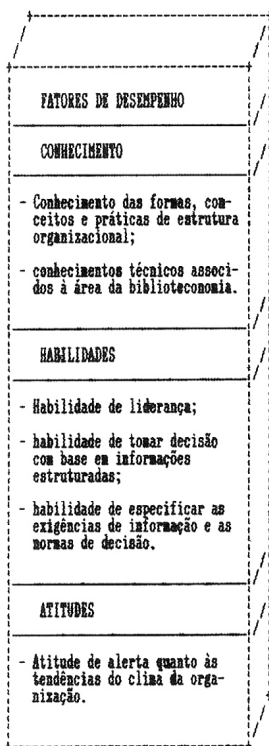 FATORES DE DESEMPENHO
CONHECIMENTO
- Conhecimento das formas, con-
ceitos e práticas de estrutura
organizacional;
- conhecimentos técnicos associ-
dos à área da biblioteconomia.
HABILIDADES
- Habilidade de liderança;
- habilidade de tomar decisão
com base em informações
estruturadas;
- habilidade de especificar as
exigências de informação e as
normas de decisão.
ATITUDES
- Atitude de alerta quanto às
tendências do clima da orga-
nização.